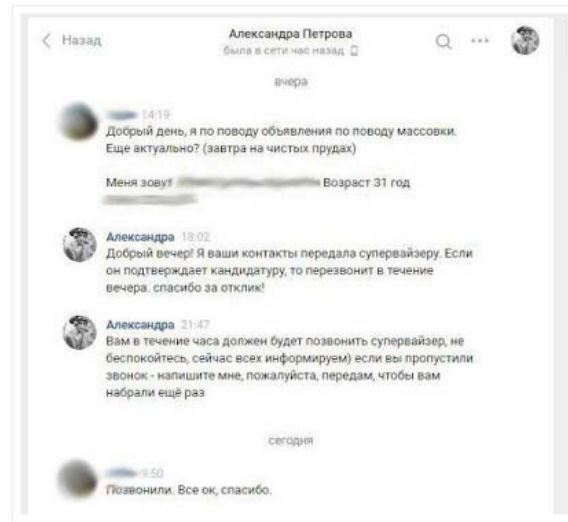 Назад
Александра Петрова
была в сети час назад
вчера
14:19
Добрый день, я по поводу объявления по поводу массовки.
Еще актуально? (завтра на чистых прудах)
Меня зовут Возраст 31 год
Александра 18:02
Добрый вечер! Я ваши контакты передала супервайзеру. Если
он подтверждает кандидатуру, то перезвонит в течение
вечера. спасибо за отклик!
Александра 21:47
Вам в течение часа должен будет позвонить супервайзер, не
беспокойтесь, сейчас всех информируем) если вы пропустили
звонок - напишите мне, пожалуйста, передам, чтобы вам
набрали ещё раз
сегодня
9:50
Позвонили. Все ок, спасибо.